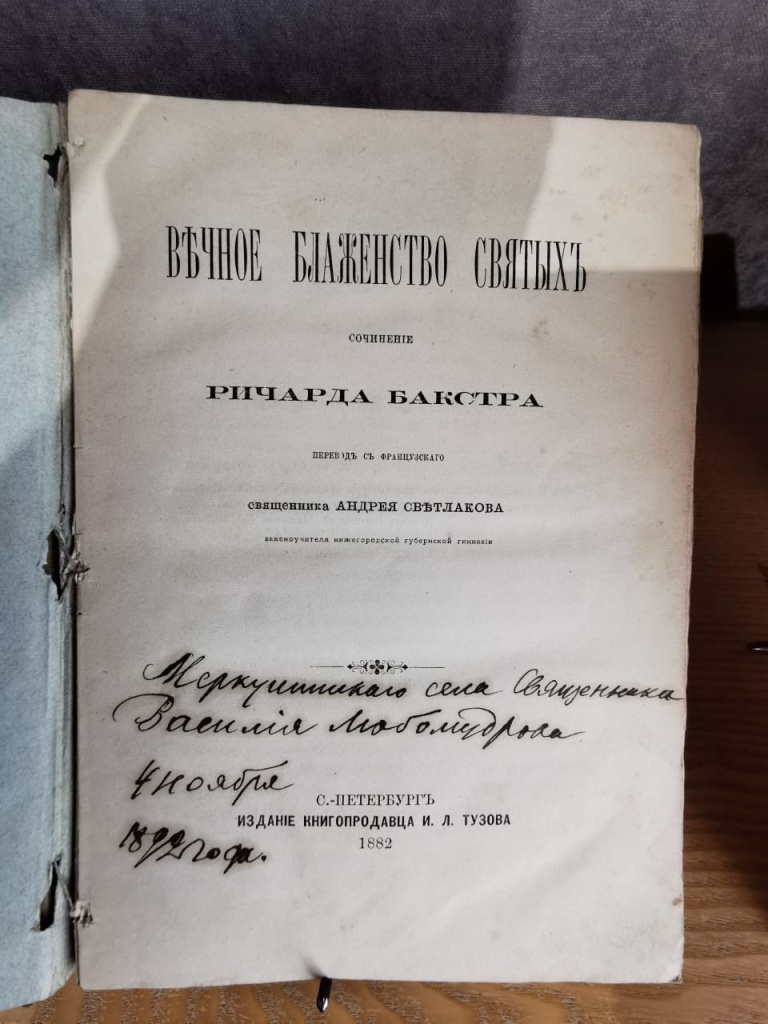 ВѢЧНОЕ БЛАЖЕНСТВО СВЯТЫХЪ
СОЧИНЕНІЕ
РИЧАРДА БАКСТРА
ПЕРЕВОДЪ СЪ ФРАНЦУЗСКАГО
священника АНДРЕЯ СВѢТЛАКОВА
законоучителя нижегородской губернской гимназіи
Меркушинскаго села Священника
Василія Любомудрова
4 ноября
С.-ПЕТЕРБУРГЪ
ИЗДАНІЕ КНИГОПРОДАВЦА И. Л. ТУЗОВА
1892 года.
1882